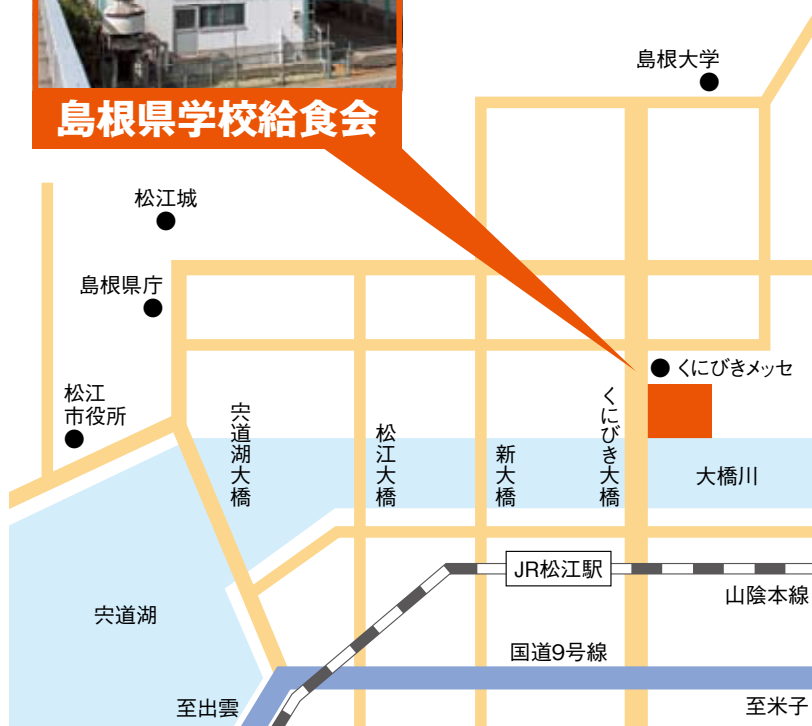 島根大学
島根県学校給食会
松江城
島根県庁
くにびきメッセ
松江
市役所
宍道湖大橋
松江大橋
新大橋
くにびき大橋
大橋川
JR松江駅
山陰本線
宍道湖
国道9号線
至出雲
至米子